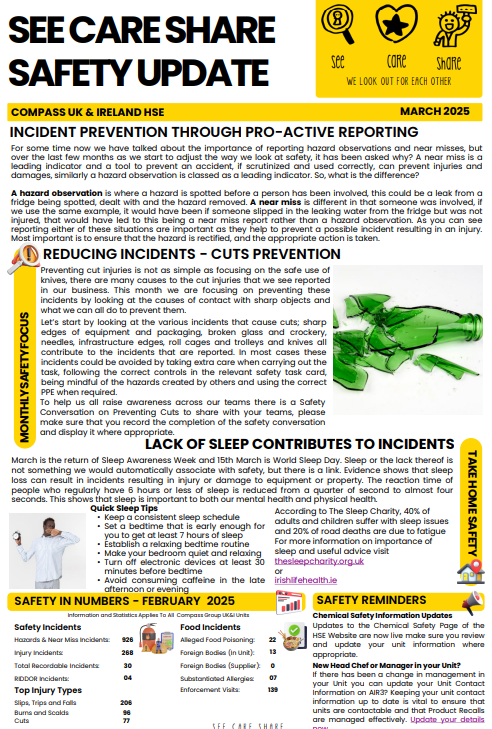 SEE CARE SHARE
SAFETY UPDATE
see care share
WE LOOK OUT FOR EACH OTHER
COMPASS UK & IRELAND HSE
MARCH 2025
INCIDENT PREVENTION THROUGH PRO-ACTIVE REPORTING
For some time now we have talked about the importance of reporting hazard observations and near misses, but
over the last few months as we start to adjust the way we look at safety, it has been asked why? A near miss is a
leading indicator and a tool to prevent an accident, if scrutinized and used correctly, can prevent injuries and
damages, similarly a hazard observation is classed as a leading indicator. So, what is the difference?
A hazard observation is where a hazard is spotted before a person has been involved, this could be a leak from a
fridge being spotted, dealt with and the hazard removed. A near miss is different in that someone was involved, if
we use the same example, it would have been if someone slipped in the leaking water from the fridge but was not
injured, that would have led to this being a near miss report rather than a hazard observation. As you can see
reporting either of these situations are important as they help to prevent a possible incident resulting in an injury.
Most important is to ensure that the hazard is rectified, and the appropriate action is taken.
REDUCING INCIDENTS - CUTS PREVENTION
MONTHLY SAFETY FOCUS
Preventing cut injuries is not as simple as focusing on the safe use of
knives, there are many causes to the cut injuries that we see reported
in our business. This month we are focusing on preventing these
incidents by looking at the causes of contact with sharp objects and
what we can all do to prevent them.
Let's start by looking at the various incidents that cause cuts; sharp
edges of equipment and packaging, broken glass and crockery,
needles, infrastructure edges, roll cages and trolleys and knives all
contribute to the incidents that are reported. In most cases these
incidents could be avoided by taking extra care when carrying out the
task, following the correct controls in the relevant safety task card,
being mindful of the hazards created by others and using the correct
PPE when required.
To help us all raise awareness across our teams there is a Safety
Conversation on Preventing Cuts to share with your teams, please
make sure that you record the completion of the safety conversation
and display it where appropriate.
LACK OF SLEEP CONTRIBUTES TO INCIDENTS
TAKE HOME SAFETY
March is the return of Sleep Awareness Week and 15th March is World Sleep Day. Sleep or the lack thereof is
not something we would automatically associate with safety, but there is a link. Evidence shows that sleep
loss can result in incidents resulting in injury or damage to equipment or property. The reaction time of
people who regularly have 6 hours or less of sleep is reduced from a quarter of second to almost four
seconds. This shows that sleep is important to both our mental health and physical health.
Quick Sleep Tips
• Keep a consistent sleep schedule
• Set a bedtime that is early enough for
you to get at least 7 hours of sleep
• Establish a relaxing bedtime routine
• Make your bedroom quiet and relaxing
• Turn off electronic devices at least 30
minutes before bedtime
• Avoid consuming caffeine in the late
afternoon or evening
According to The Sleep Charity, 40% of
adults and children suffer with sleep issues
and 20% of road deaths are due to fatigue
For more information on importance of
sleep and useful advice visit
thesleepcharity.org.uk
or
irishlifehealth.ie
SAFETY IN NUMBERS - FEBRUARY 2025
Information and Statistics Applies To All Compass Group UK&I Units
Safety Incidents
Hazards & Near Miss Incidents: 926
Injury Incidents: 268
Total Recordable Incidents: 30
RIDDOR Incidents: 04
Top Injury Types
Slips, Trips and Falls 206
Burns and Scalds 96
Cuts 77
Food Incidents
Alleged Food Poisoning: 22
Foreign Bodies (In Unit): 13
Foreign Bodies (Supplier): 0
Substantiated Allergens: 07
Enforcement Visits: 139
SAFETY REMINDERS
Chemical Safety Information Updates
Updates to the Chemical Safety Page of the
HSE Website are now live make sure you review
and update your unit information where
appropriate.
New Head Chef or Manager in your Unit?
If there has been a change in management in
your Unit you can update your Unit Contact
Information on AIR3? Keeping your unit contact
information up to date is vital to ensure that
units are contactable and that Product Recalls
are managed effectively. Update your details
now
SEE CARE SHARE